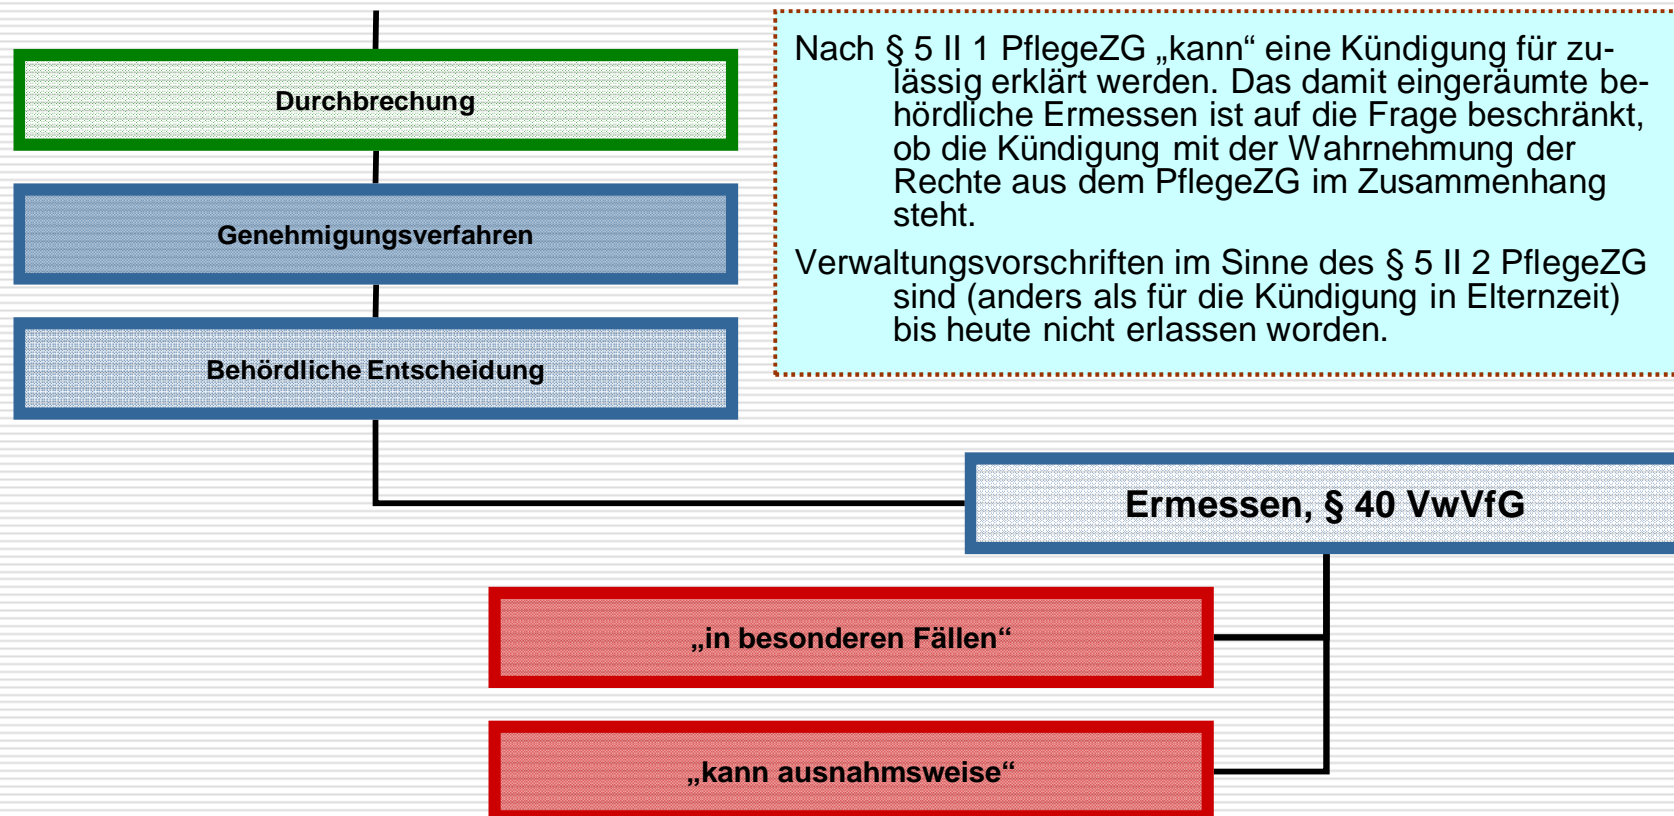 Durchbrechung
Genehmigungsverfahren
Behördliche Entscheidung
Nach § 5 II 1 PflegeZG „kann“ eine Kündigung für zu-
lässig erklärt werden. Das damit eingeräumte be-
hördliche Ermessen ist auf die Frage beschränkt,
ob die Kündigung mit der Wahrnehmung der
Rechte aus dem PflegeZG im Zusammenhang
steht.
Verwaltungsvorschriften im Sinne des § 5 II 2 PflegeZG
sind (anders als für die Kündigung in Elternzeit)
bis heute nicht erlassen worden.
Ermessen, § 40 VwVfG
„in besonderen Fällen“
„kann ausnahmsweise“